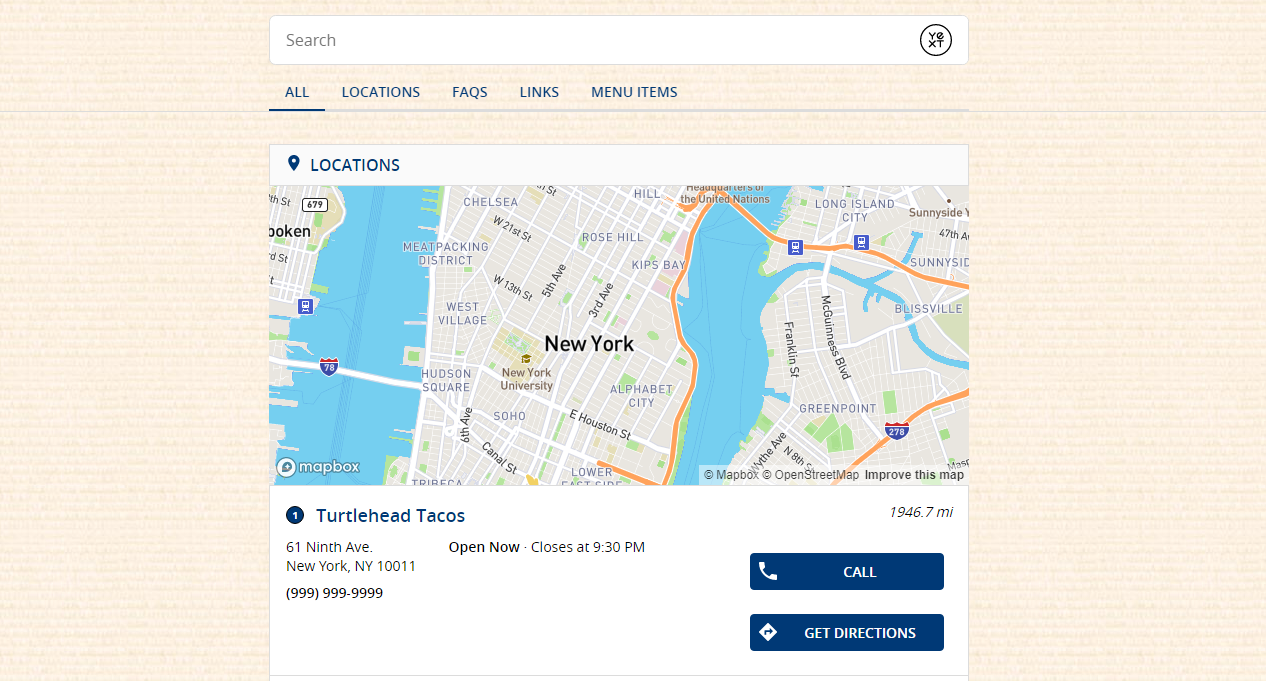 Search
YEXT
ALL LOCATIONS FAQS LINKS MENU ITEMS
LOCATIONS
Headquarters of
the United Nations
HILL
CHELSEA
LONG ISLAND
CITY
679
Sunnyside Y
W 21st St
ROSE HILL
47th Av
MEATPACKING
DISTRICT
KIPS BAY
SUNNYSID
W 13th St
5th Ave
3rd Ave
WEST
VILLAGE
BLISSVILLE
McGuinness Blvd
Franklin St
New York
78
New York
University
HUDSON
SQUARE
ALPHABET
CITY
GREENPOINT
6th Ave
SOHO
E Houston St
278
Canal St
Wythe Ave
N 8th St
mapbox
LOWER
EAST SIDE
TRIBECA
© Mapbox © OpenStreetMap Improve this map
1 Turtlehead Tacos
1946.7 mi
61 Ninth Ave.
New York, NY 10011
(999) 999-9999
Open Now · Closes at 9:30 PM
CALL
GET DIRECTIONS